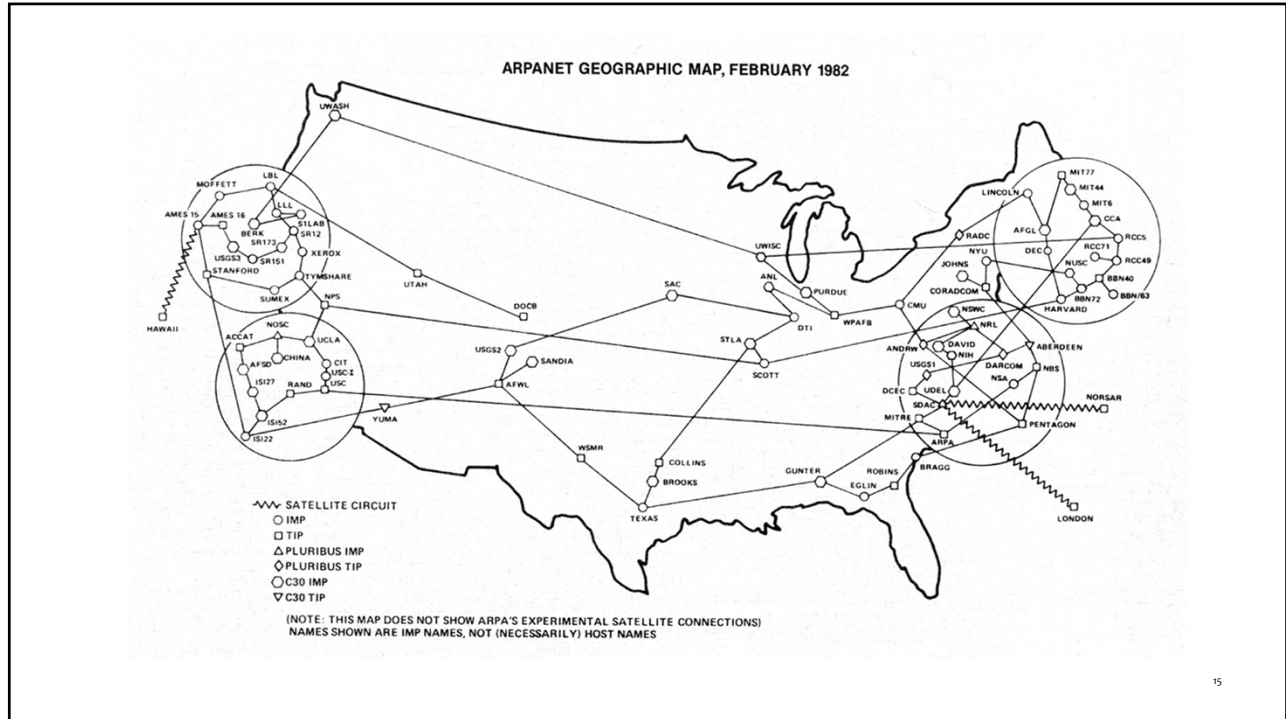 ARPANET GEOGRAPHIC MAP, FEBRUARY 1982
UWASH
MOFFETT
LBL
LLL
AMES 15
AMES 16
S1LAB
BERK
SR12
SR173
USGS3
SR151
XEROX
STANFORD
TYMSHARE
SUMEX
NPS
HAWAII
UTAH
DOCB
ACCAT
NOSC
UCLA
CHINA
AFSD
CIT
USC-I
USC
ISI27
RAND
ISI52
ISI22
YUMA
USGS2
SANDIA
AFWL
SAC
WSMR
COLLINS
BROOKS
TEXAS
UWISC
ANL
PURDUE
DTI
WPAFB
STLA
SCOTT
CMU
GUNTER
EGLIN
ROBINS
BRAGG
LINCOLN
MIT77
MIT44
MIT6
CCA
AFGL
RADC
RCC5
RCC71
DEC
RCC49
NYU
NUSC
JOHNS
CORADCOM
BBN40
BBN72
BBN/63
HARVARD
NSWC
NRL
ANDRW
DAVID
NIH
ABERDEEN
DARCOM
USGS1
NBS
NSA
DCEC
UDEL
SDAC
NORSAR
MITRE
ARPA
PENTAGON
LONDON
SATELLITE CIRCUIT
IMP
TIP
PLURIBUS IMP
PLURIBUS TIP
C30 IMP
C30 TIP
(NOTE: THIS MAP DOES NOT SHOW ARPA'S EXPERIMENTAL SATELLITE CONNECTIONS)
NAMES SHOWN ARE IMP NAMES, NOT (NECESSARILY) HOST NAMES
15